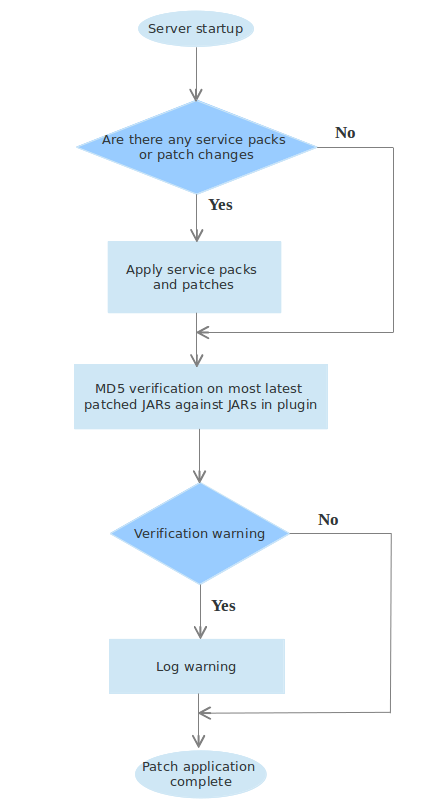 Server startup
Are there any service packs
or patch changes
No
Yes
Apply service packs
and patches
MD5 verification on most latest
patched JARs against JARs in plugin
Verification warning
No
Yes
Log warning
Patch application
complete